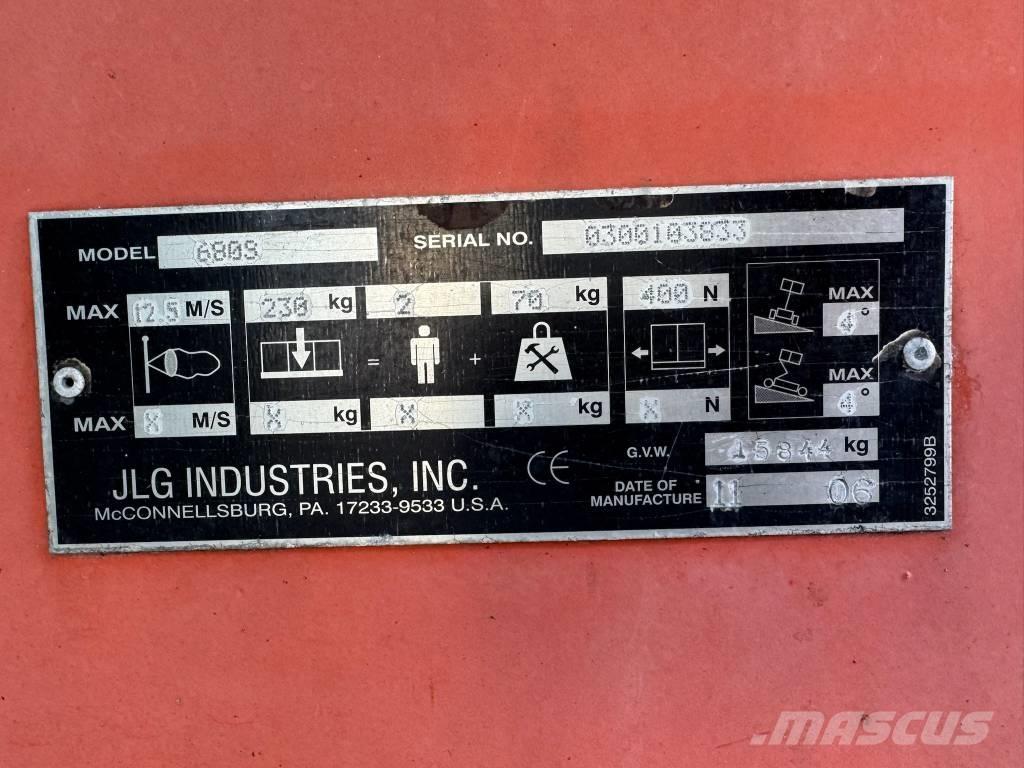 MODEL 680S SERIAL NO. 0300103833
MAX 12.5 M/S 230 kg 2 70 kg 400 N MAX 4°
= +
MAX 4°
MAX X M/S X kg X X kg X N
G.V.W. 15844 kg
JLG INDUSTRIES, INC. CE
DATE OF MANUFACTURE 11 06
McCONNELLSBURG, PA. 17233-9533 U.S.A.
3252799B
MASCUS